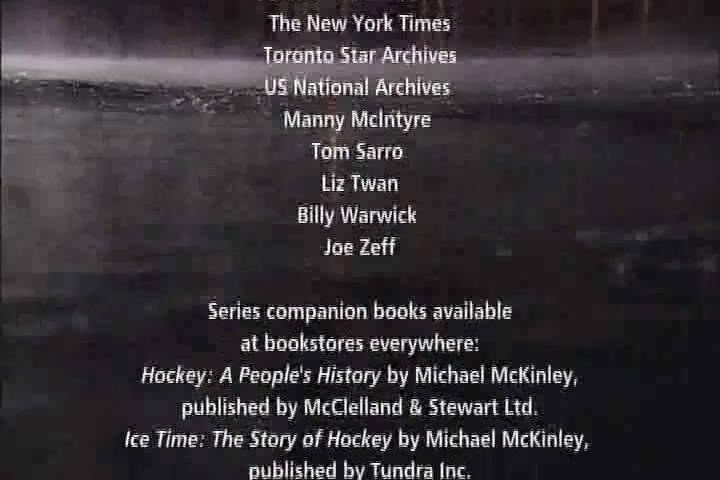 The New York Times
Toronto Star Archives
US National Archives
Manny McIntyre
Tom Sarro
Liz Twan
Billy Warwick
Joe Zeff
Series companion books available
at bookstores everywhere:
Hockey: A People's History by Michael McKinley,
published by McClelland & Stewart Ltd.
Ice Time: The Story of Hockey by Michael McKinley,
published by Tundra Inc.